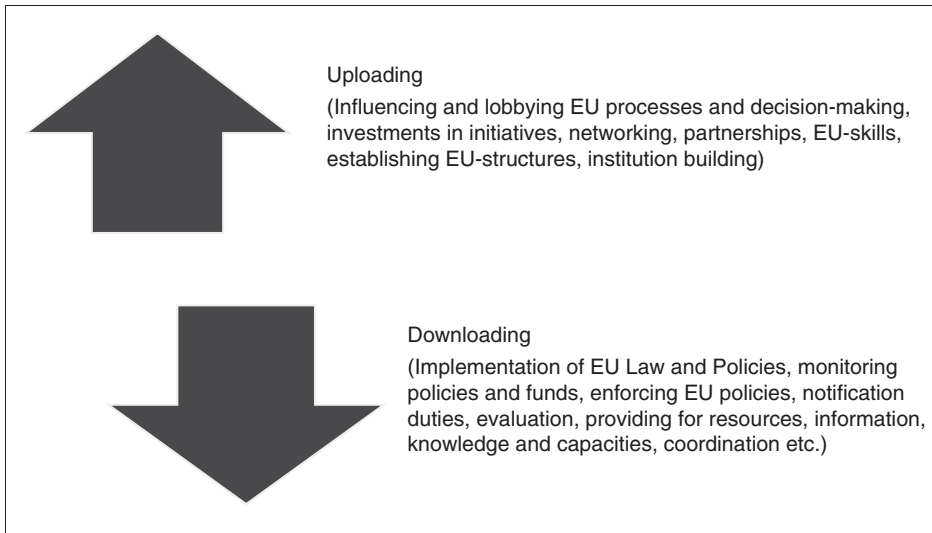 Uploading
(Influencing and lobbying EU processes and decision-making,
investments in initiatives, networking, partnerships, EU-skills,
establishing EU-structures, institution building)
Downloading
(Implementation of EU Law and Policies, monitoring
policies and funds, enforcing EU policies, notification
duties, evaluation, providing for resources, information,
knowledge and capacities, coordination etc.)